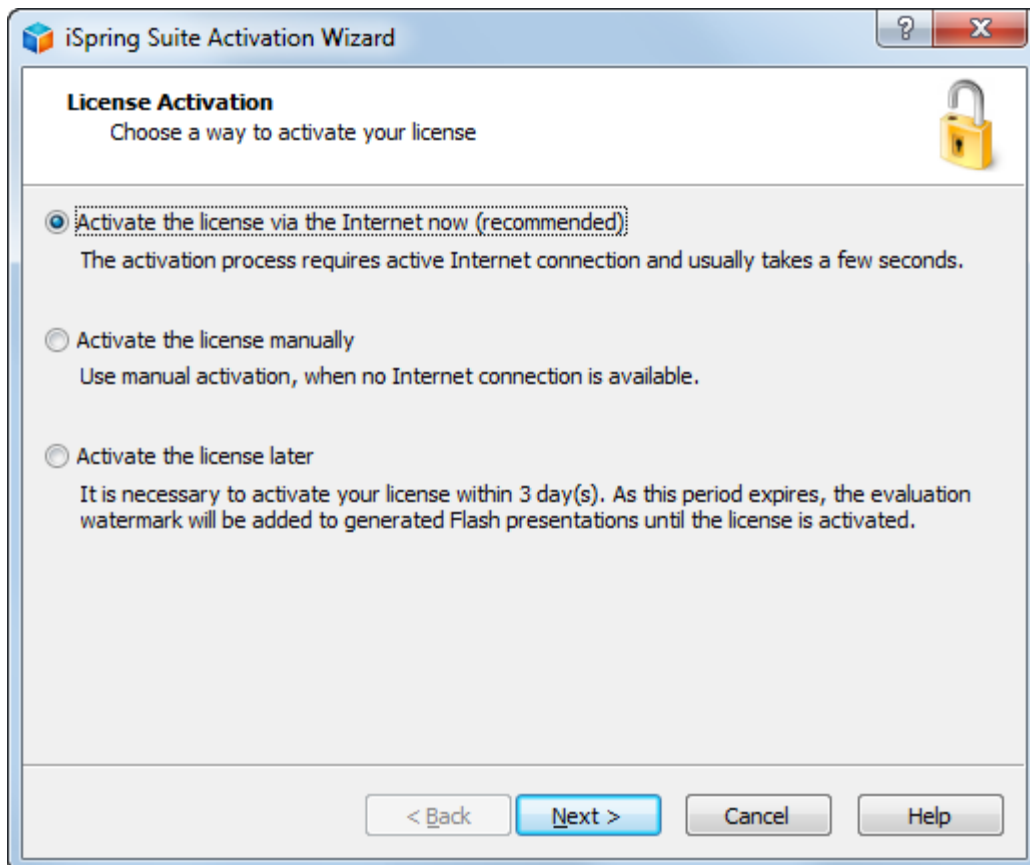 iSpring Suite Activation Wizard
License Activation
Choose a way to activate your license
Activate the license via the Internet now (recommended)
The activation process requires active Internet connection and usually takes a few seconds.
Activate the license manually
Use manual activation, when no Internet connection is available.
Activate the license later
It is necessary to activate your license within 3 day(s). As this period expires, the evaluation
watermark will be added to generated Flash presentations until the license is activated.
< Back Next > Cancel Help